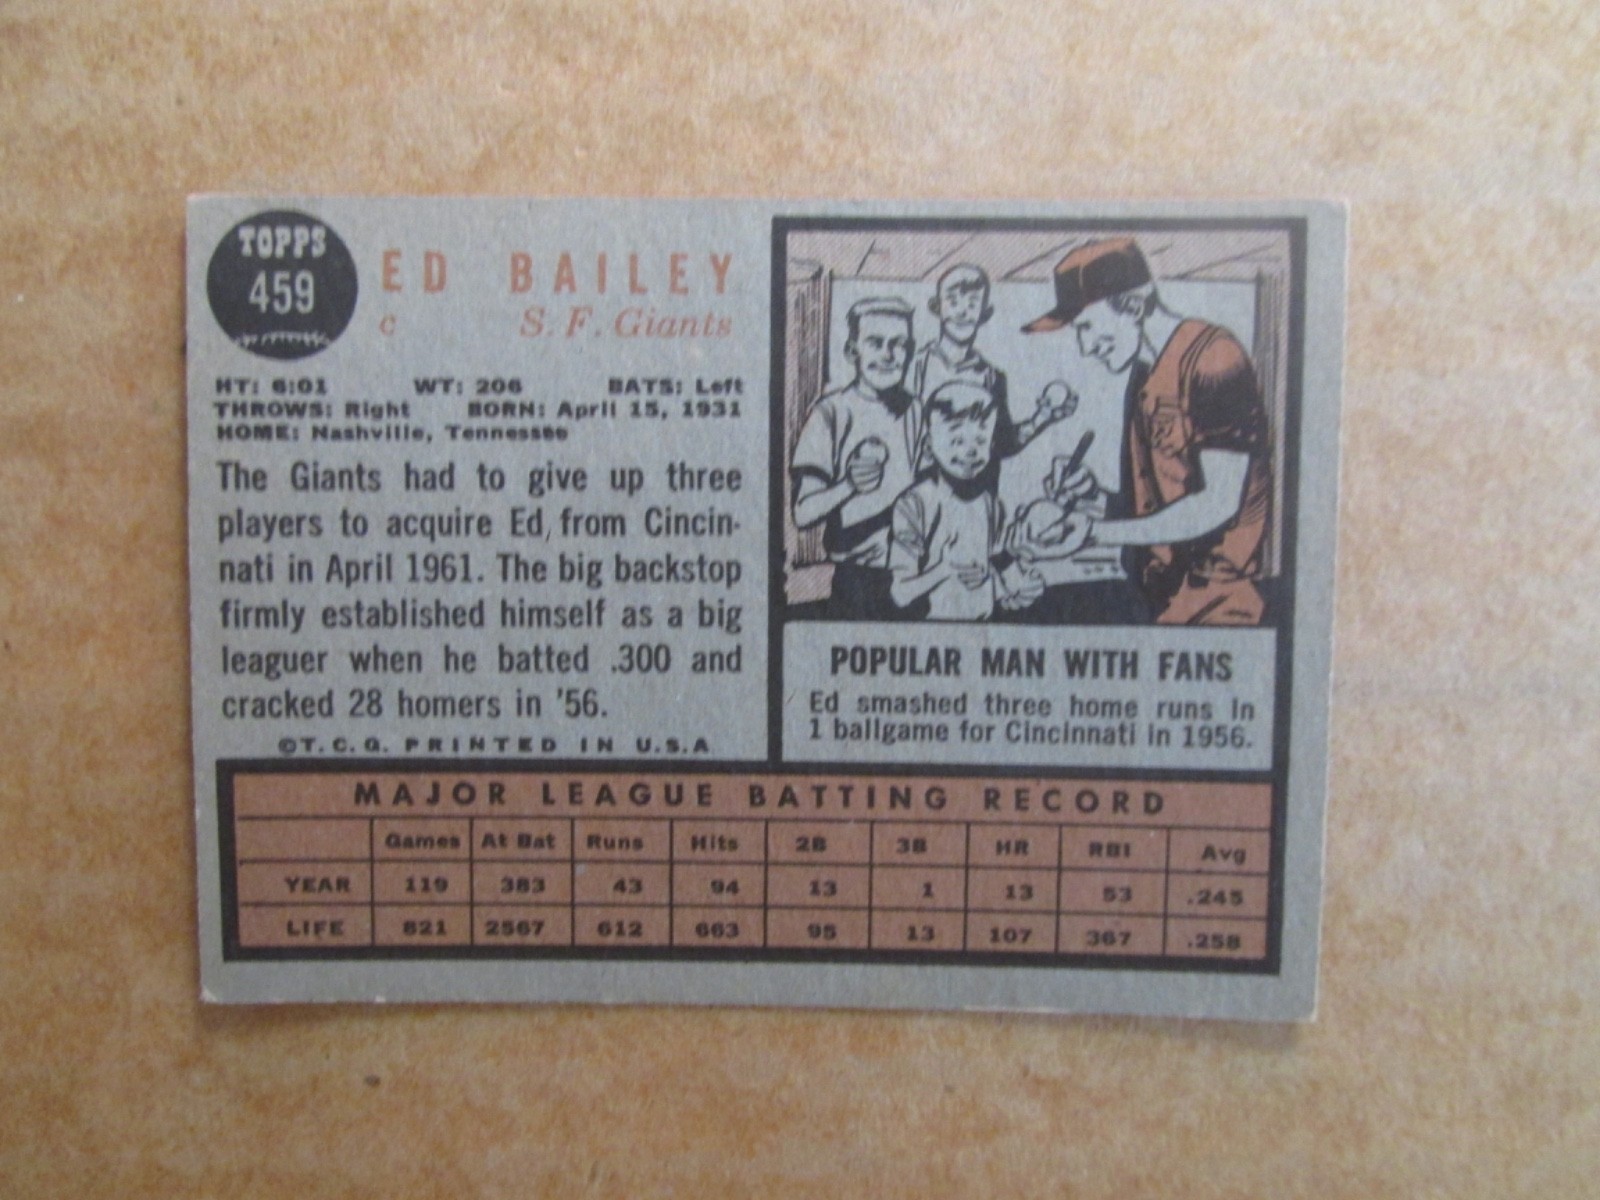 TOPPS
459
ED BAILEY
c S. F. Giants
HT: 6:01 WT: 206 BATS: Left
THROWS: Right BORN: April 15, 1931
HOME: Nashville, Tennessee
The Giants had to give up three
players to acquire Ed, from Cincin-
nati in April 1961. The big backstop
firmly established himself as a big
leaguer when he batted .300 and
cracked 28 homers in '56.
©T. C. G. PRINTED IN U.S.A
POPULAR MAN WITH FANS
Ed smashed three home runs in
1 ballgame for Cincinnati in 1956.
MAJOR LEAGUE BATTING RECORD
Games At Bat Runs Hits 2B 3B HR RBI Avg
YEAR 119 383 43 94 13 1 13 53 .245
LIFE 821 2567 612 663 95 13 107 367 .258